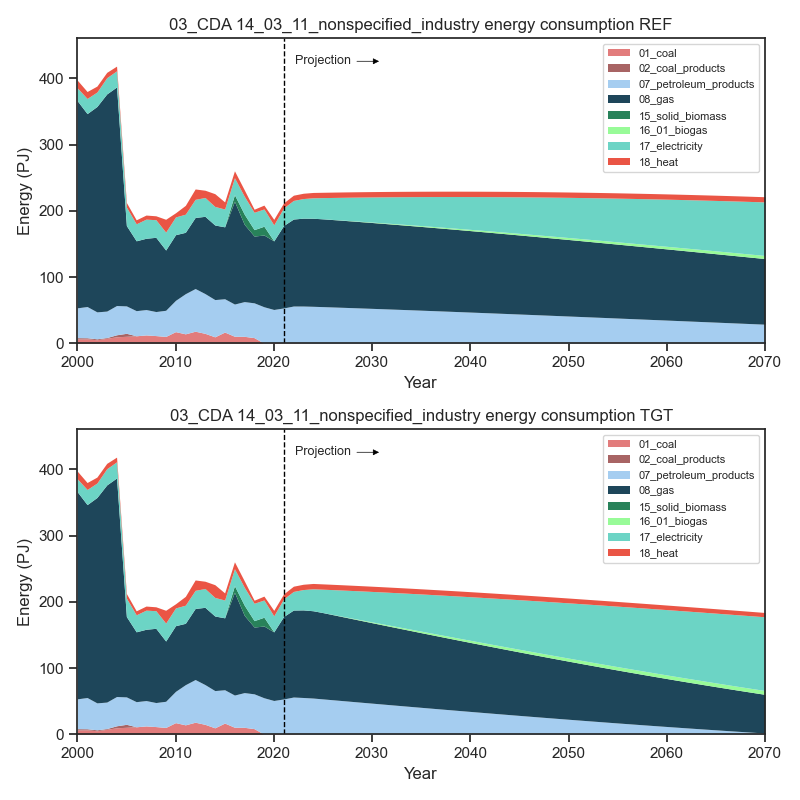 03_CDA 14_03_11_nonspecified_industry energy consumption REF
Projection
01_coal
02_coal_products
07_petroleum_products
08_gas
15_solid_biomass
16_01_biogas
17_electricity
18_heat
Energy (PJ)
400
300
200
100
0
2000 2010 2020 2030 2040 2050 2060 2070
Year
03_CDA 14_03_11_nonspecified_industry energy consumption TGT
Projection
01_coal
02_coal_products
07_petroleum_products
08_gas
15_solid_biomass
16_01_biogas
17_electricity
18_heat
Energy (PJ)
400
300
200
100
0
2000 2010 2020 2030 2040 2050 2060 2070
Year